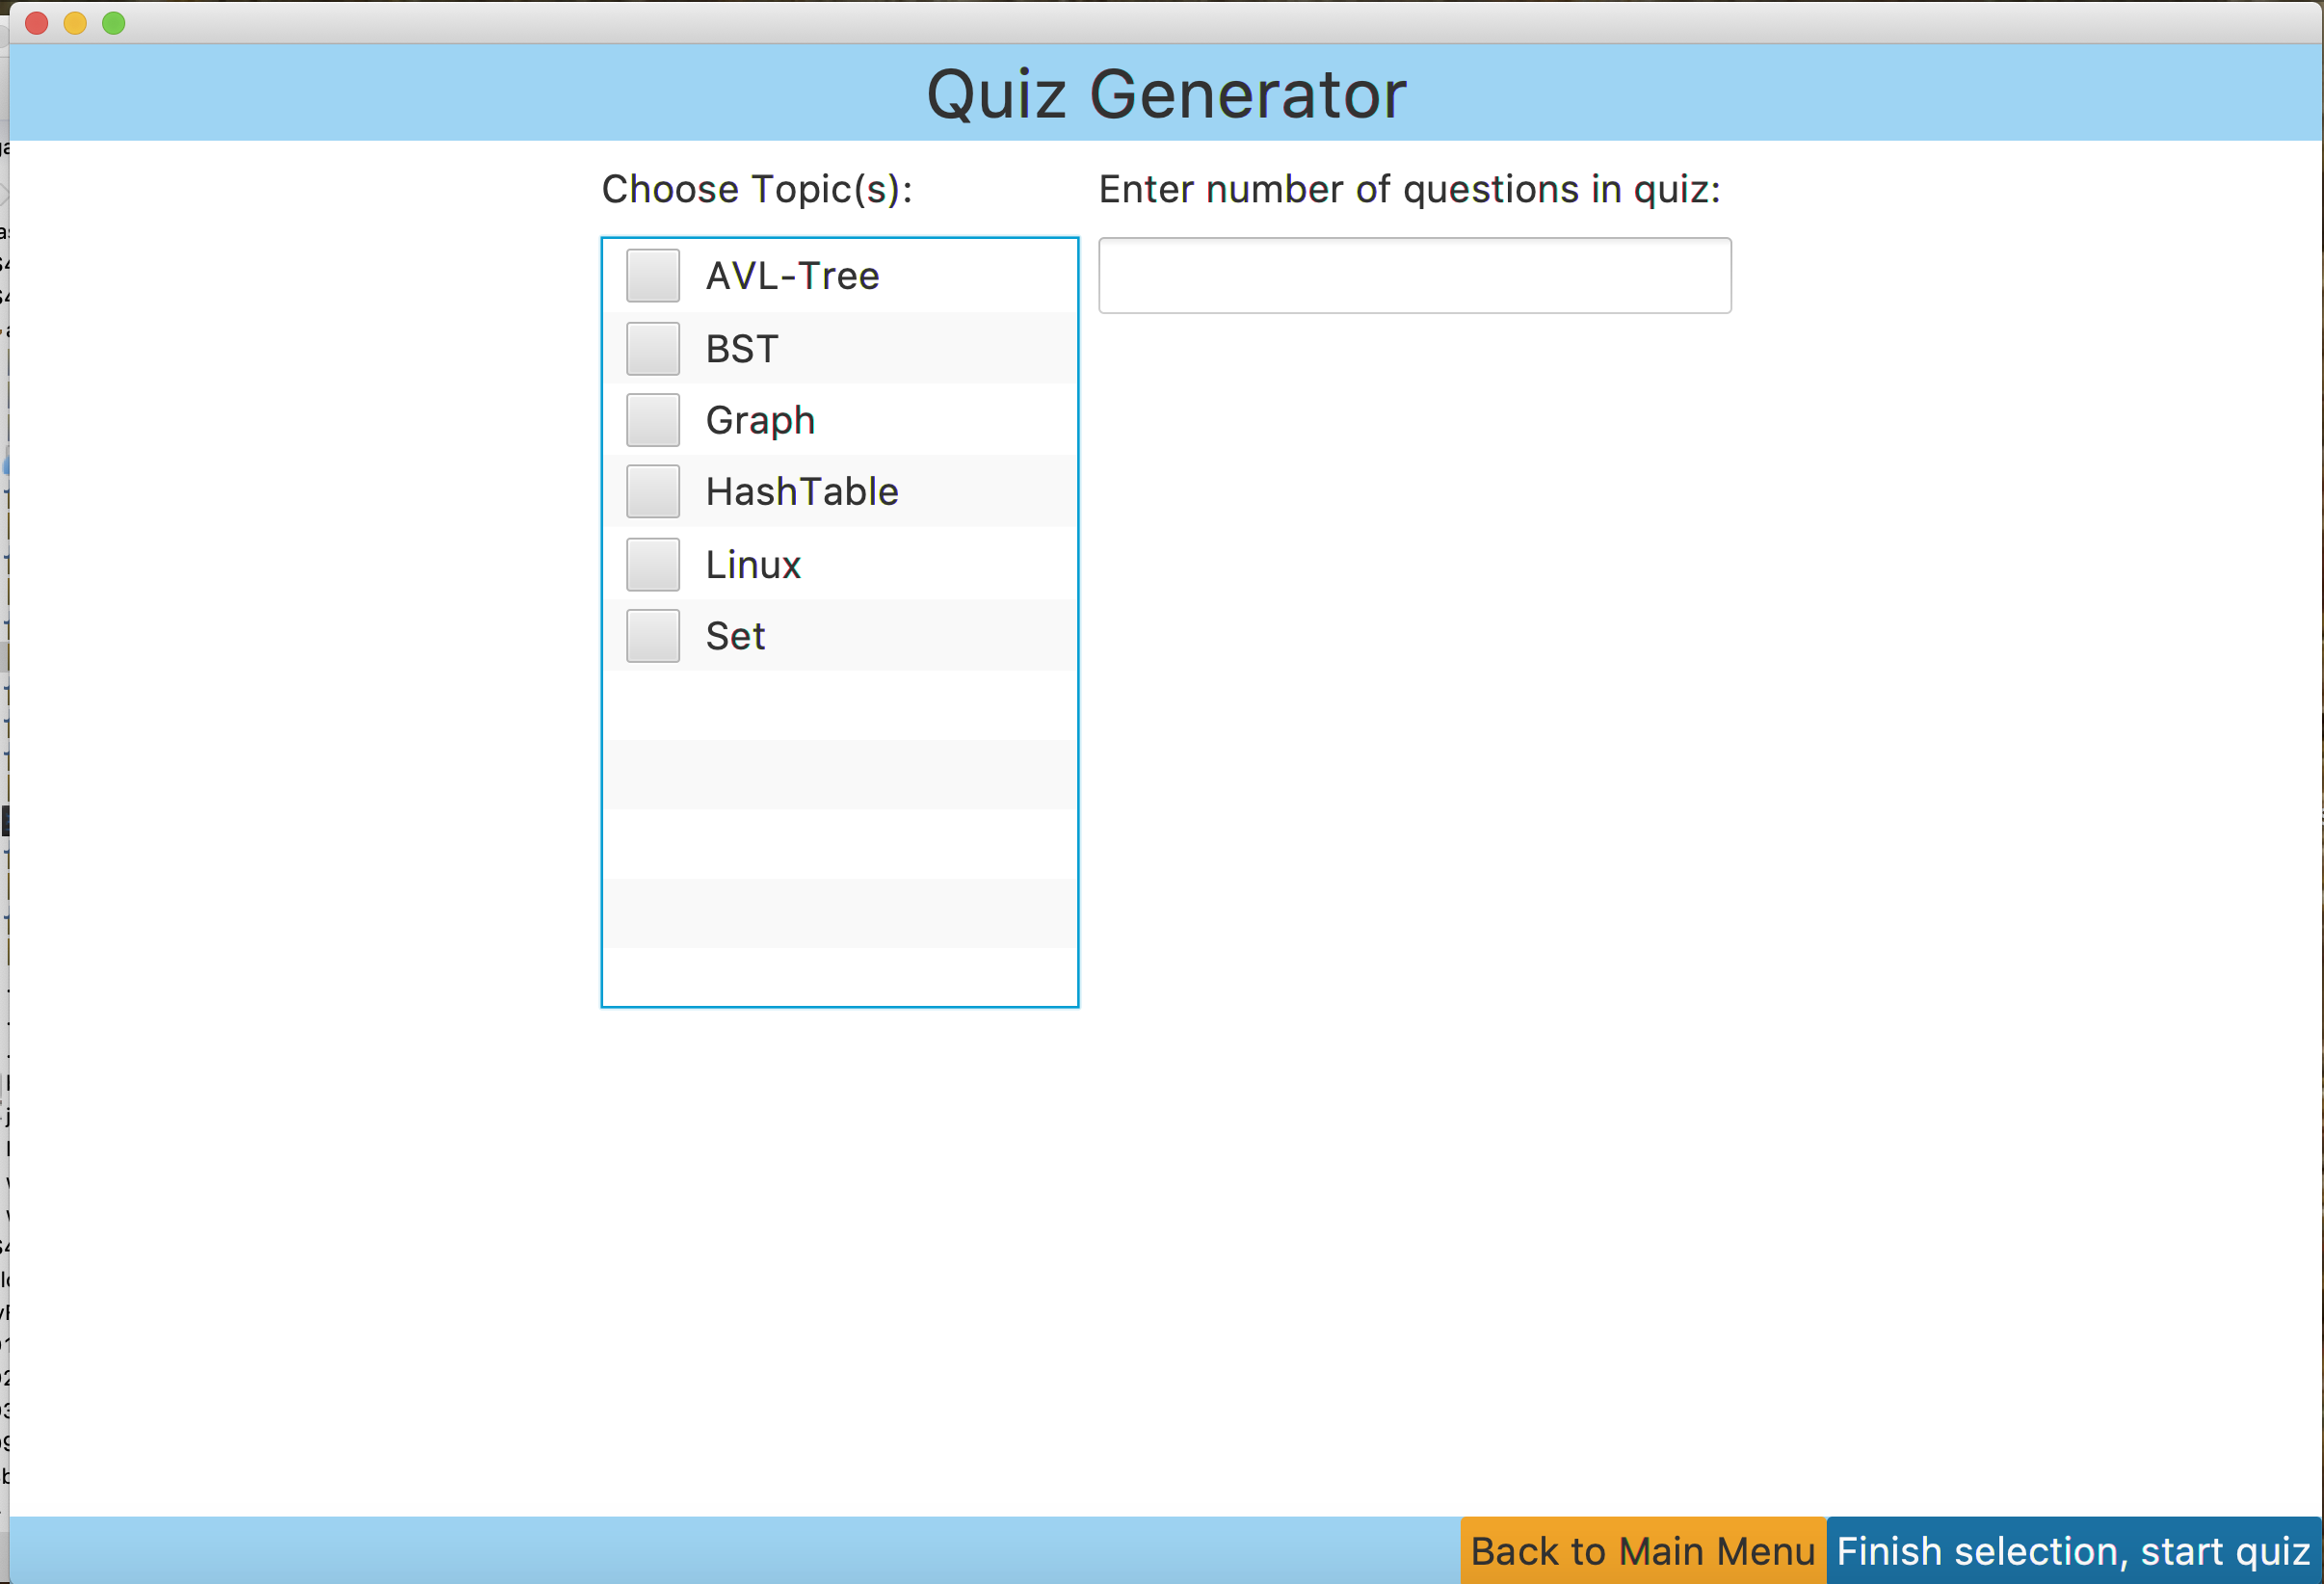 Quiz Generator
Choose Topic(s):
Enter number of questions in quiz:
AVL-Tree
BST
Graph
HashTable
Linux
Set
Back to Main Menu
Finish selection, start quiz